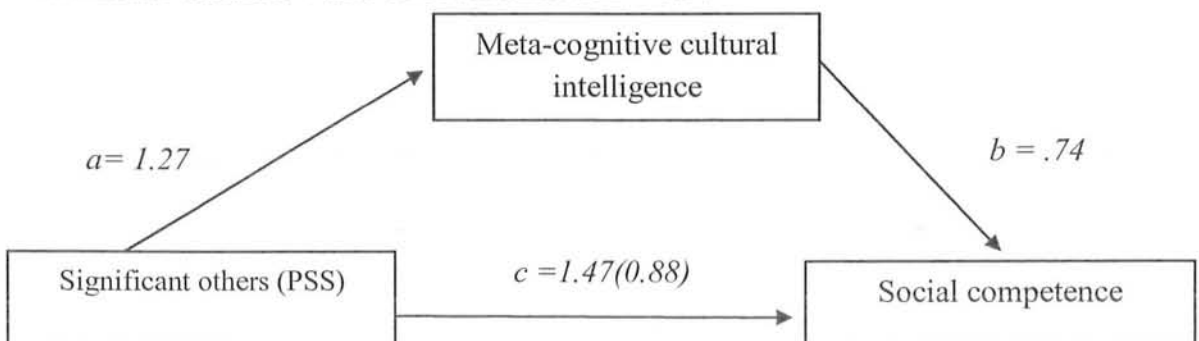 Meta-cognitive cultural
intelligence
a= 1.27
b = .74
Significant others (PSS)
c =1.47(0.88)
Social competence